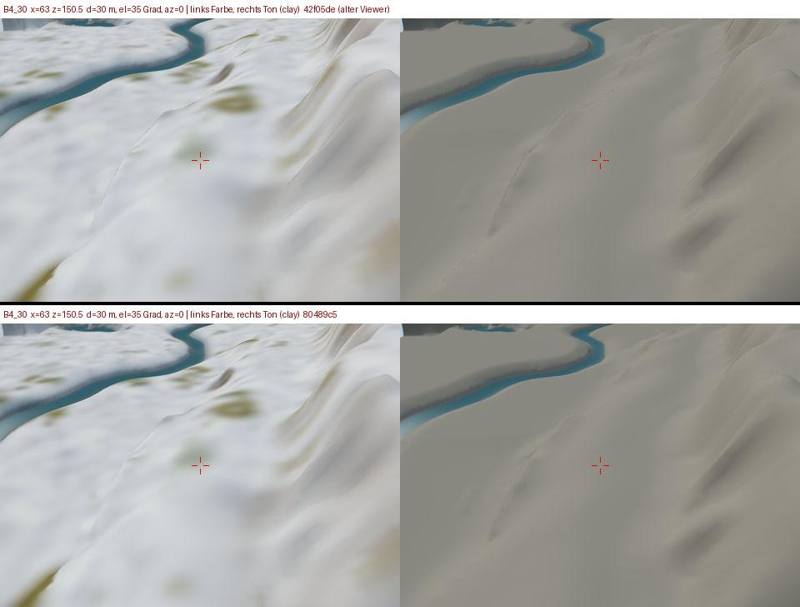 B4_30 x=63 z=150.5 d=30 m, el=35 Grad, az=0 | links Farbe, rechts Ton (clay) 42f05de (alter Viewer)
B4_30 x=63 z=150.5 d=30 m, el=35 Grad, az=0 | links Farbe, rechts Ton (clay) 80489c5